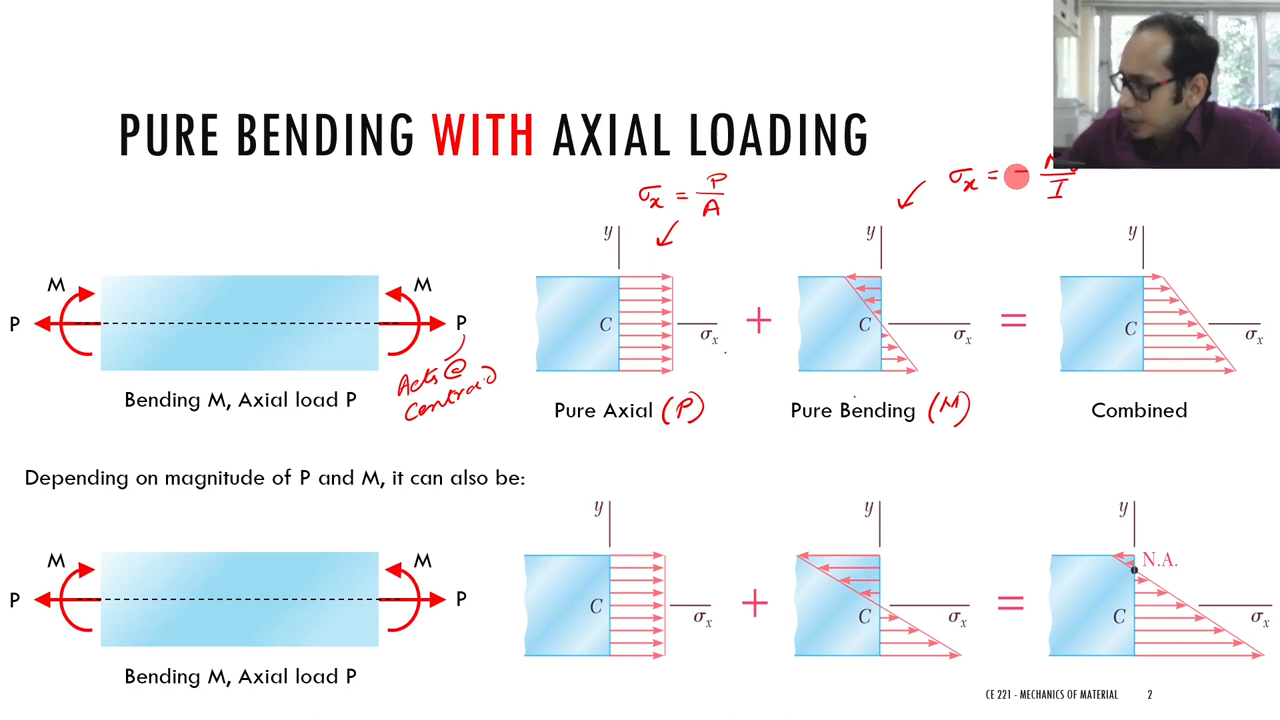 PURE BENDING WITH AXIAL LOADING
σx = P/A
σx = -
I
M
M
P
P
Acts @
Centroid
Bending M, Axial load P
y
C
σx
Pure Axial (P)
+
y
C
σx
Pure Bending (M)
=
y
C
σx
Combined
Depending on magnitude of P and M, it can also be:
M
M
P
P
Bending M, Axial load P
y
C
σx
+
y
C
σx
=
y
N.A.
C
σx
CE 221 - MECHANICS OF MATERIAL
2